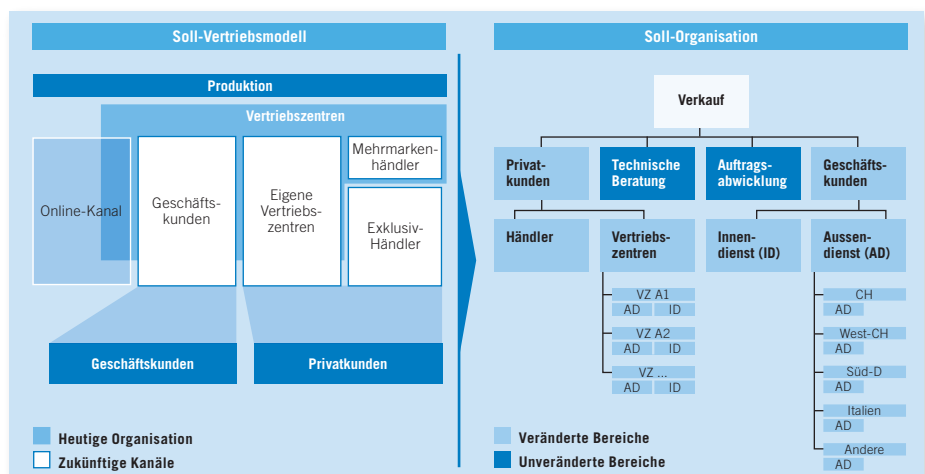 Soll-Vertriebsmodell
Produktion
Vertriebszentren
Online-Kanal
Geschäfts-
kunden
Eigene
Vertriebs-
zentren
Mehrmarken-
händler
Exklusiv-
Händler
Geschäftskunden
Privatkunden
Heutige Organisation
Zukünftige Kanäle
Soll-Organisation
Verkauf
Privat-
kunden
Technische
Beratung
Auftrags-
abwicklung
Geschäfts-
kunden
Händler
Vertriebs-
zentren
Innen-
dienst (ID)
Aussen-
dienst (AD)
VZ A1
AD ID
VZ A2
AD ID
VZ ...
AD ID
CH
AD
West-CH
AD
Süd-D
AD
Italien
AD
Andere
AD
Veränderte Bereiche
Unveränderte Bereiche